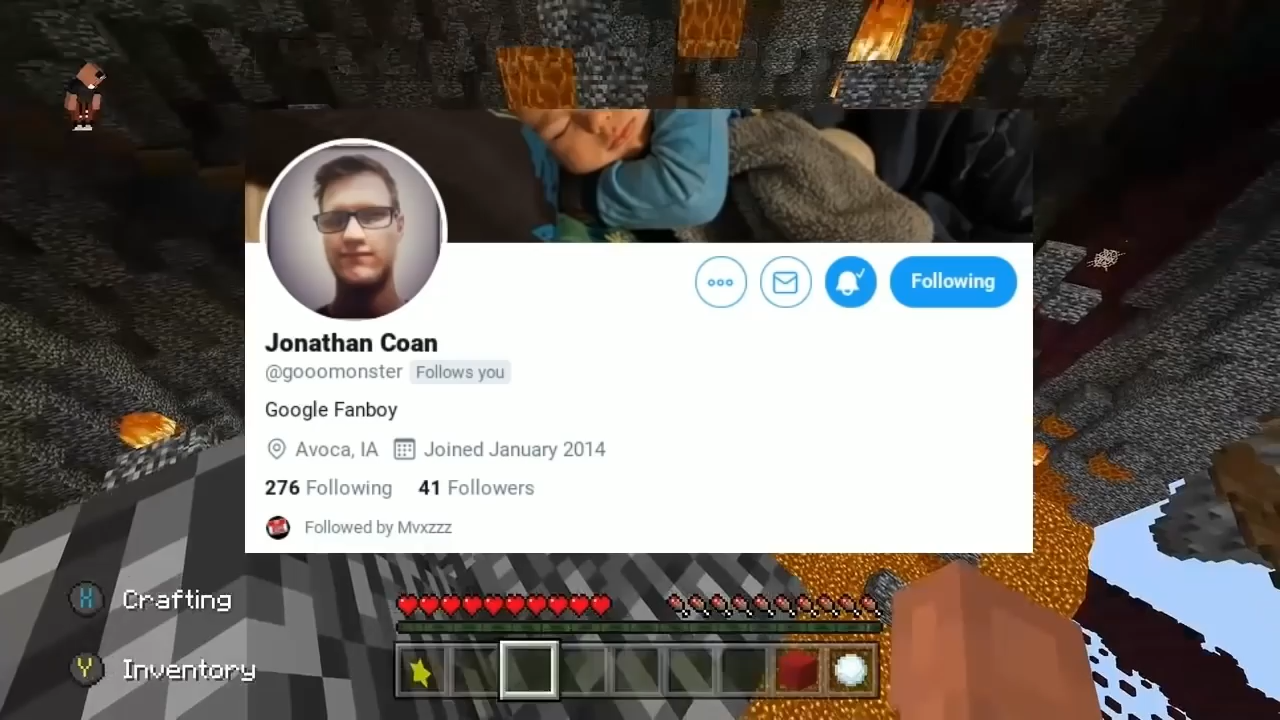 Following
Jonathan Coan
@gooomonster Follows you
Google Fanboy
Avoca, IA Joined January 2014
276 Following 41 Followers
Followed by Mvxzzz
X Crafting
Y Inventory